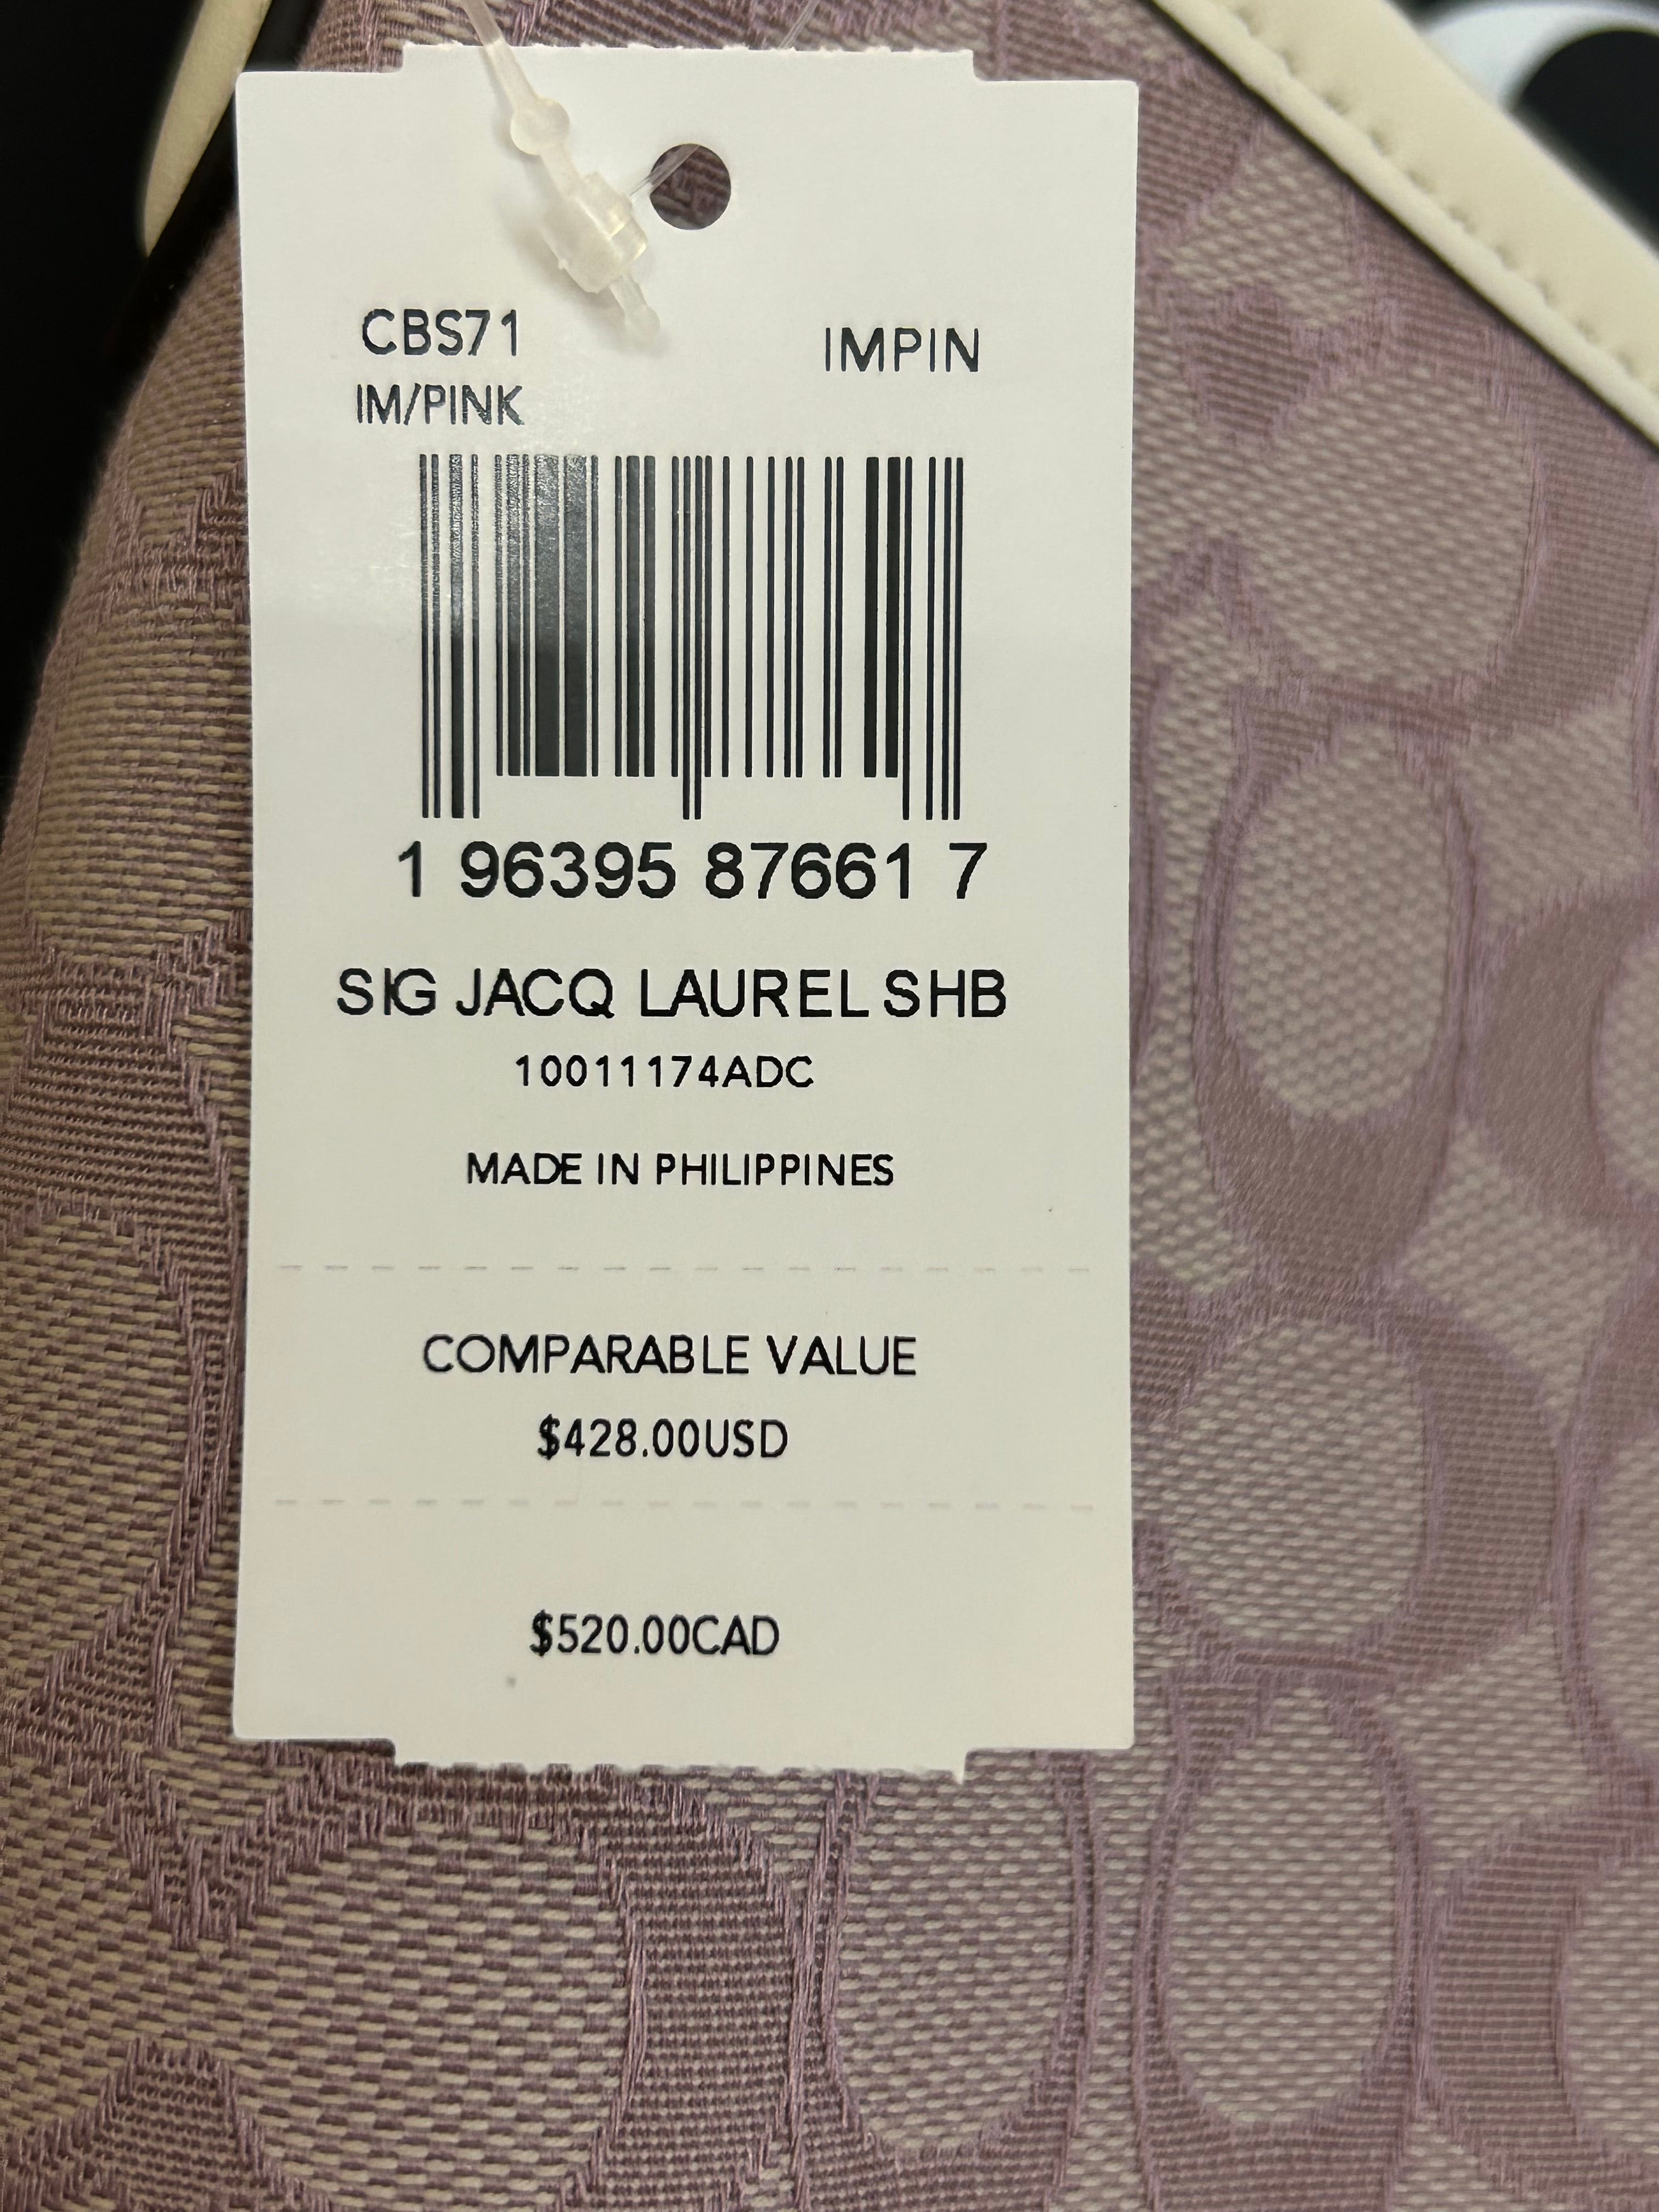 CBS71 IMPIN
IM/PINK
1 96395 87661 7
SIG JACQ LAUREL SHB
10011174ADC
MADE IN PHILIPPINES
COMPARABLE VALUE
$428.00USD
$520.00CAD